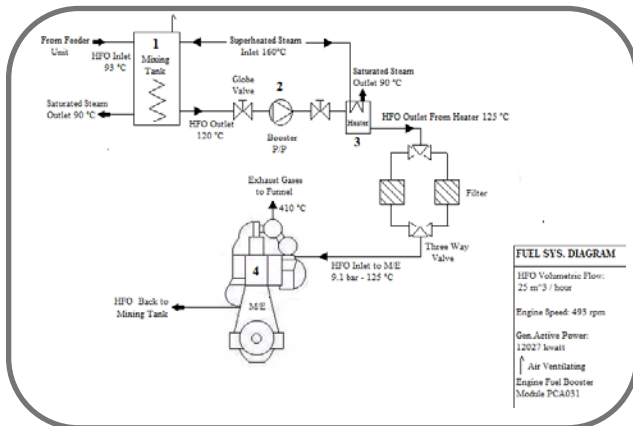 From Feeder
Unit
HFO Inlet
93 °C
1
Mixing
Tank
Superheated Steam
Inlet 160°C
Saturated Steam
Outlet 90 °C
Saturated Steam
Outlet 90 °C
HFO Outlet
120 °C
Globe
Valve
2
Booster
P/P
Heater
3
HFO Outlet From Heater 125 °C
Filter
Three Way
Valve
Exhaust Gases
to Funnel
410 °C
4
M/E
HFO Inlet to M/E
9.1 bar - 125 °C
HFO Back to
Mixing Tank
FUEL SYS. DIAGRAM
HFO Volumetric Flow:
25 m^3 / hour
Engine Speed: 493 rpm
Gen.Active Power:
12027 kwatt
Air Ventilating
Engine Fuel Booster
Module PCA031